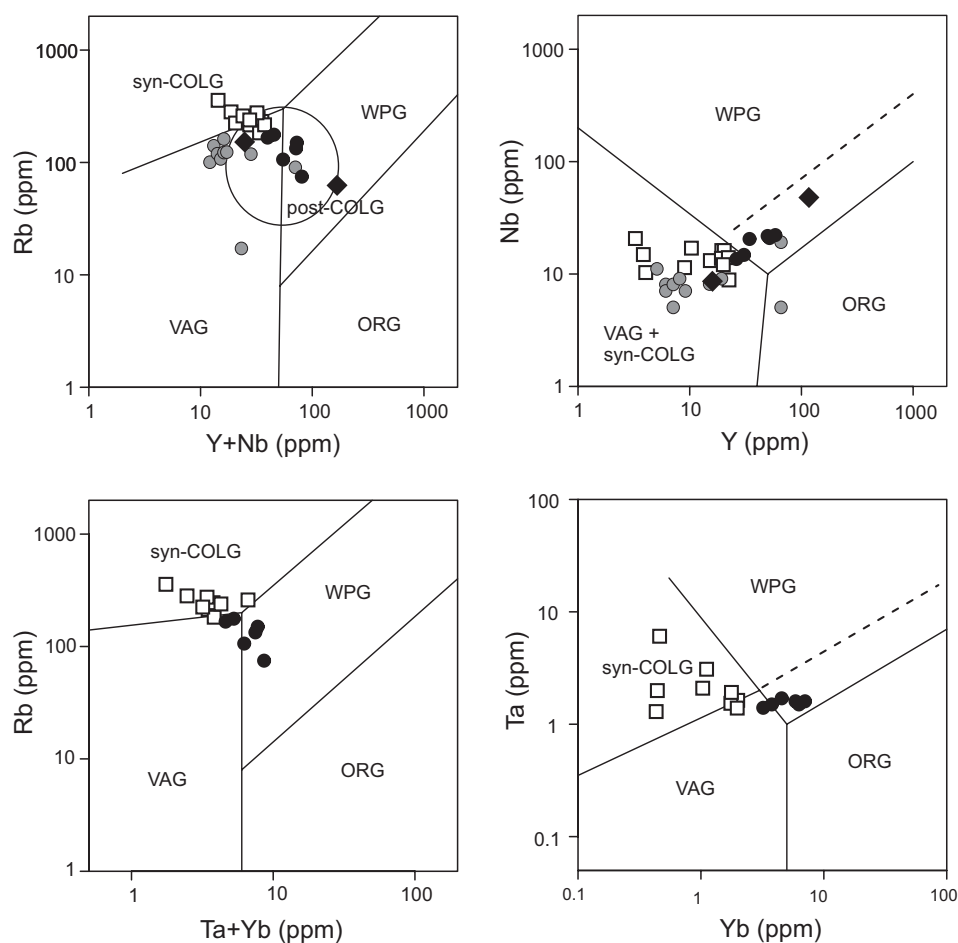 1000
100
10
1
Rb (ppm)
syn-COLG
WPG
post-COLG
VAG
ORG
1
10
100
1000
Y+Nb (ppm)
1000
100
10
1
Nb (ppm)
WPG
VAG +
syn-COLG
ORG
1
10
100
1000
Y (ppm)
1000
100
10
1
Rb (ppm)
syn-COLG
WPG
VAG
ORG
1
10
100
Ta+Yb (ppm)
100
10
1
0.1
Ta (ppm)
WPG
syn-COLG
VAG
ORG
0.1
1
10
100
Yb (ppm)